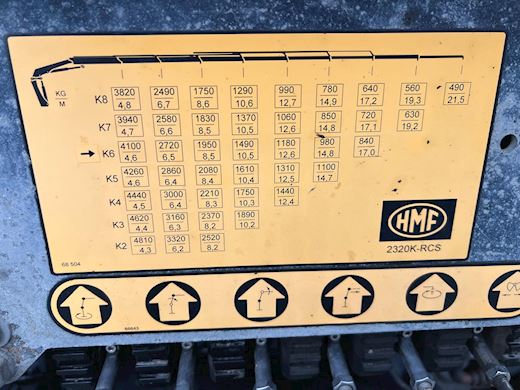 KG
M
K8 3820 2490 1750 1290 990 780 640 560 490
4,8 6,7 8,6 10,6 12,7 14,9 17,2 19,3 21,5
K7 3940 2580 1830 1370 1060 850 720 630
4,7 6,6 8,5 10,5 12,6 14,8 17,1 19,2
K6 4100 2720 1950 1490 1180 980 840
4,6 6,5 8,5 10,5 12,6 14,8 17,0
K5 4260 2860 2080 1610 1310 1100
4,6 6,4 8,4 10,4 12,5 14,7
K4 4440 3000 2210 1750 1440
4,5 6,4 8,3 10,3 12,4
K3 4620 3160 2370 1890
4,4 6,3 8,2 10,2
K2 4810 3320 2520
4,3 6,2 8,2
HMF
2320K-RCS
68 504
66643